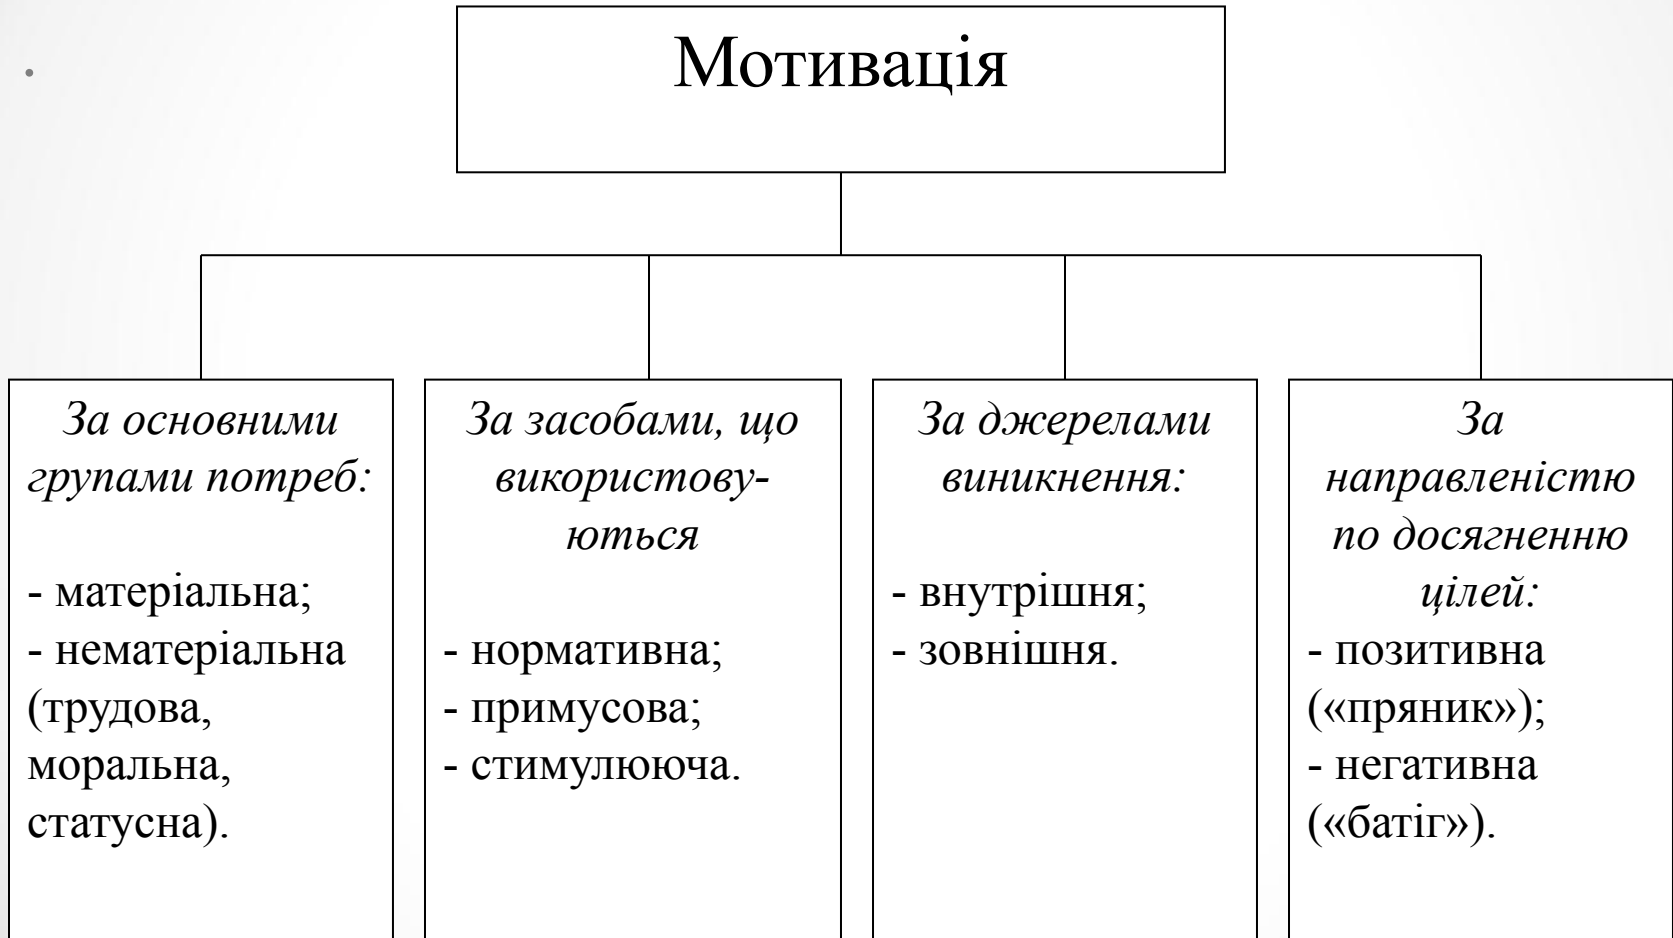 Мотивація
За основними
групами потреб:
- матеріальна;
- нематеріальна
(трудова,
моральна,
статусна).
За засобами, що
використову-
ються
- нормативна;
- примусова;
- стимулююча.
За джерелами
виникнення:
- внутрішня;
- зовнішня.
За
направленістю
по досягненню
цілей:
- позитивна
(«пряник»);
- негативна
(«батіг»).